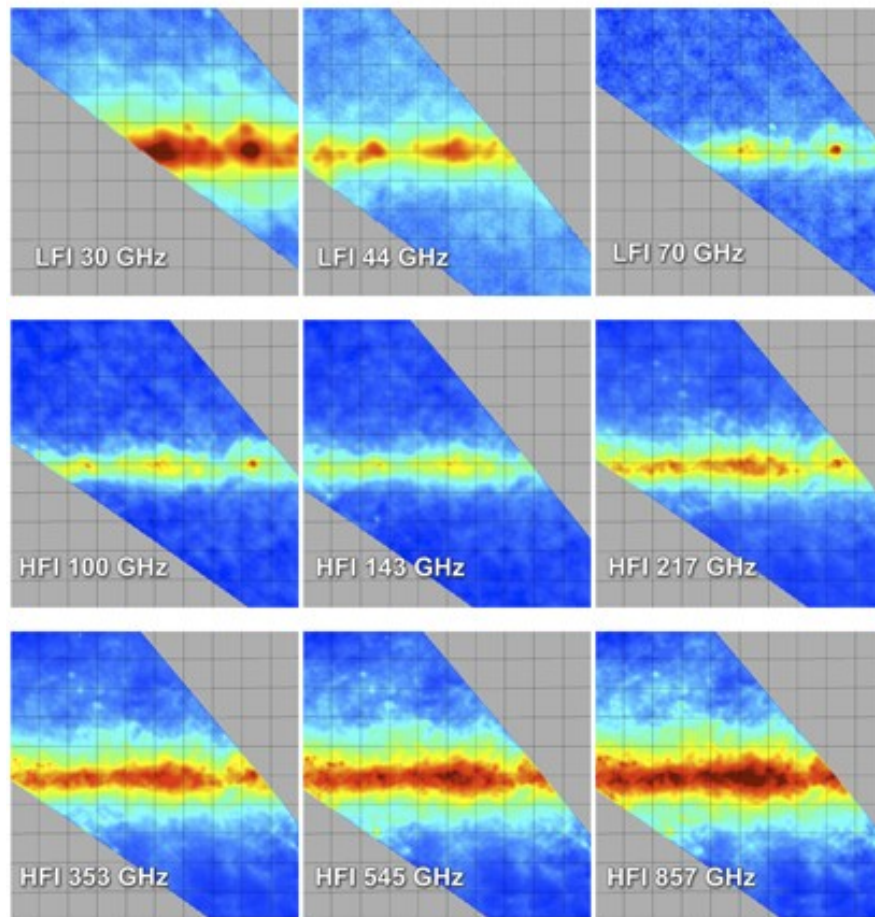 LFI 30 GHz
LFI 44 GHz
LFI 70 GHz
HFI 100 GHz
HFI 143 GHz
HFI 217 GHz
HFI 353 GHz
HFI 545 GHz
HFI 857 GHz